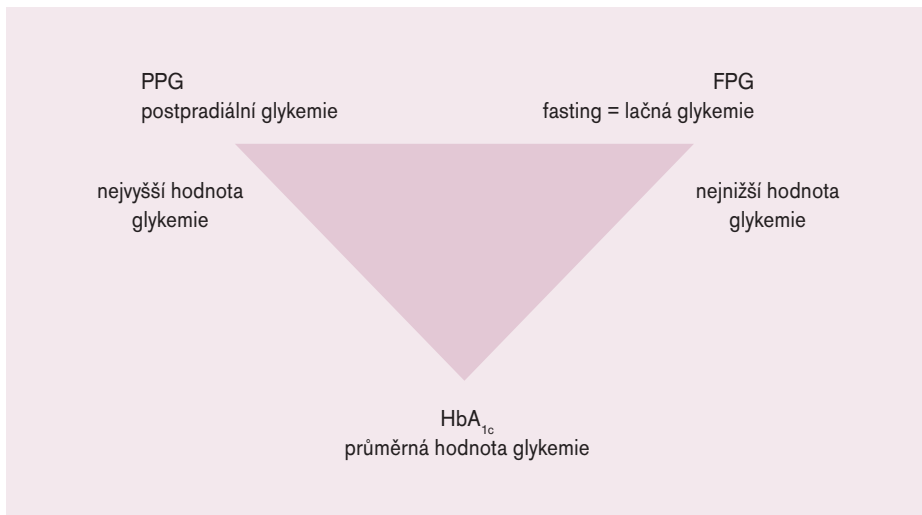 PPG
postpradiální glykemie
FPG
fasting = lačná glykemie
nejvyšší hodnota
glykemie
nejnižší hodnota
glykemie
HbA1c
průměrná hodnota glykemie